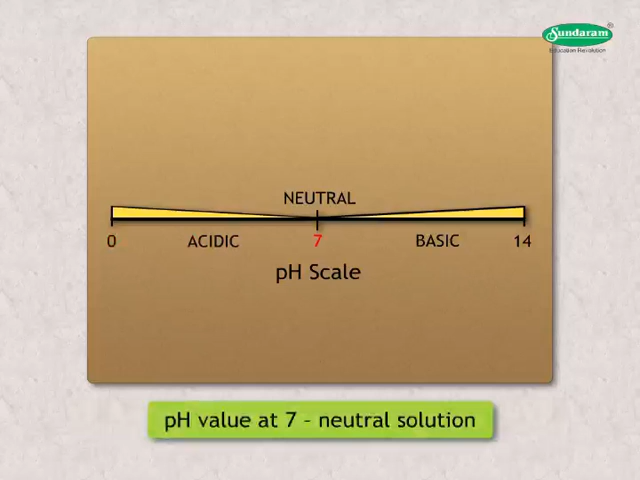 Sundaram
®
Education Revolution
NEUTRAL
0 ACIDIC 7 BASIC 14
pH Scale
pH value at 7 – neutral solution